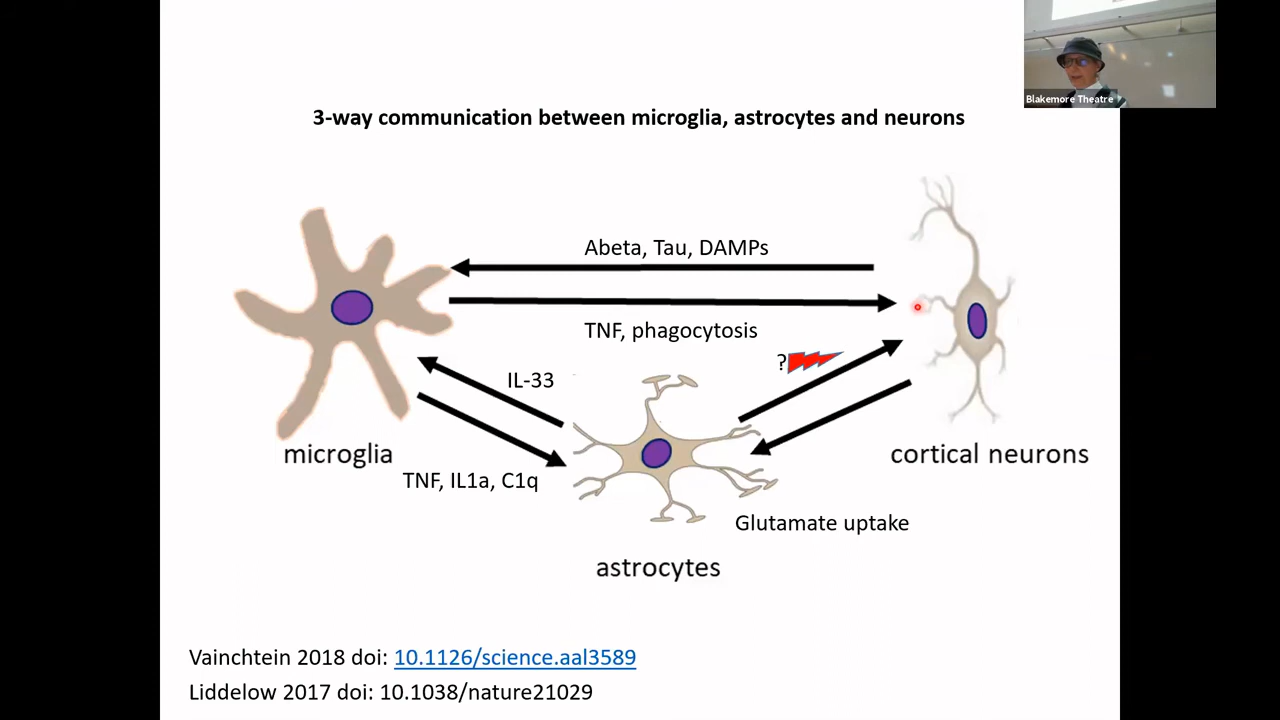 Blakemore Theatre
3-way communication between microglia, astrocytes and neurons
Abeta, Tau, DAMPs
TNF, phagocytosis
?
IL-33
microglia
cortical neurons
TNF, IL1a, C1q
Glutamate uptake
astrocytes
Vainchtein 2018 doi: 10.1126/science.aal3589
Liddelow 2017 doi: 10.1038/nature21029